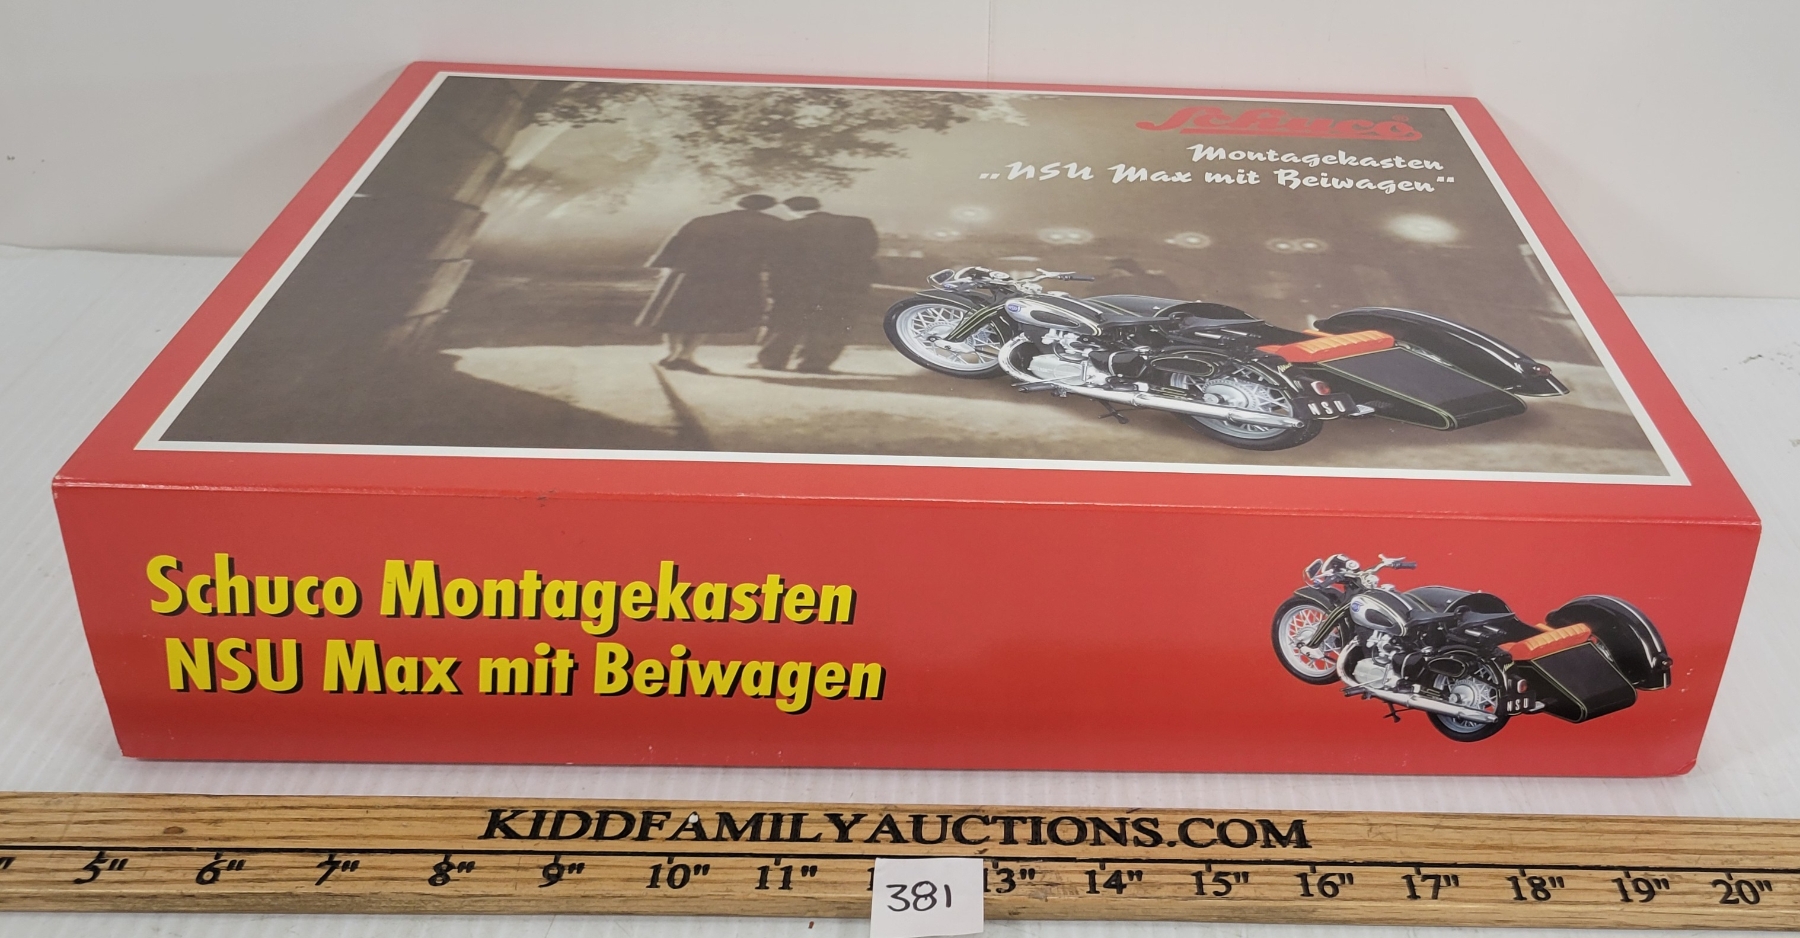 Schuco
Montagekasten
„NSU Max mit Beiwagen"
NSU
Schuco Montagekasten
NSU Max mit Beiwagen
NSU
KIDDFAMILYAUCTIONS.COM
5" 6" 7" 8" 9" 10" 11" 13" 14" 15" 16" 17" 18" 19" 20"
381